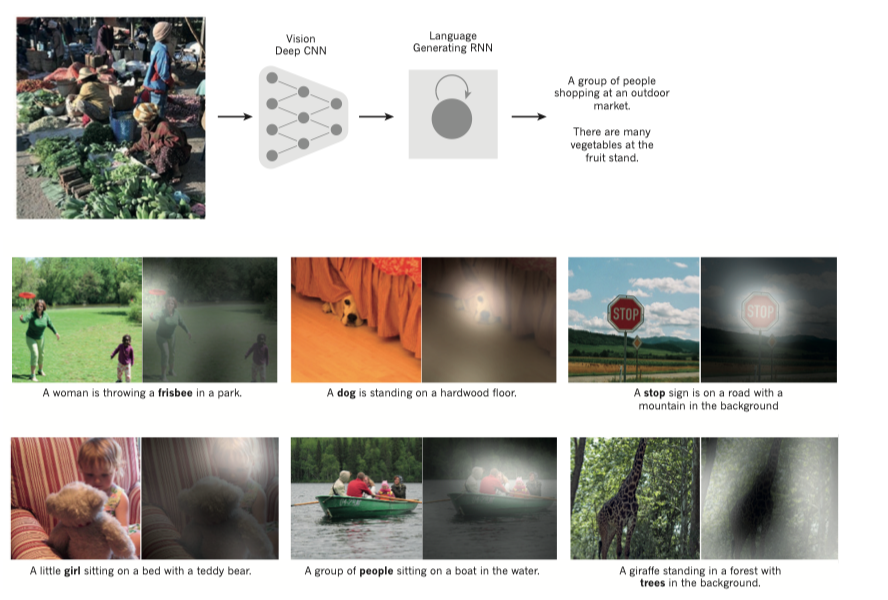 Vision
Deep CNN
Language
Generating RNN
A group of people
shopping at an outdoor
market.
There are many
vegetables at the
fruit stand.
STOP
STOP
A woman is throwing a frisbee in a park.
A dog is standing on a hardwood floor.
A stop sign is on a road with a
mountain in the background
A little girl sitting on a bed with a teddy bear.
A group of people sitting on a boat in the water.
A giraffe standing in a forest with
trees in the background.